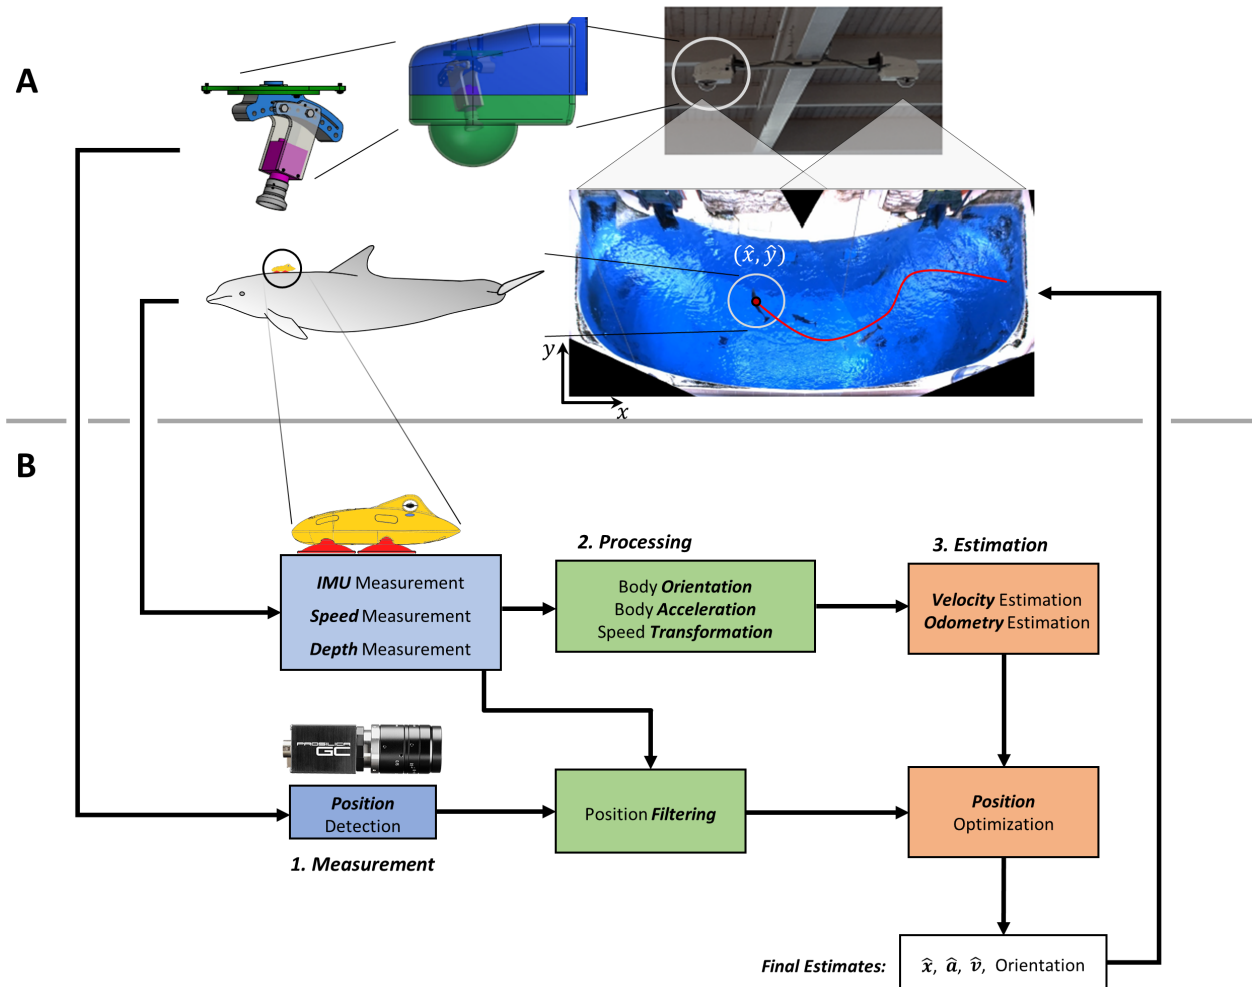 A
(x̂, ŷ)
y
x
B
2. Processing
3. Estimation
IMU Measurement
Speed Measurement
Depth Measurement
Body Orientation
Body Acceleration
Speed Transformation
Velocity Estimation
Odometry Estimation
PROSILICA
GC
Position
Detection
Position Filtering
Position
Optimization
1. Measurement
Final Estimates:
x̂, â, v̂, Orientation